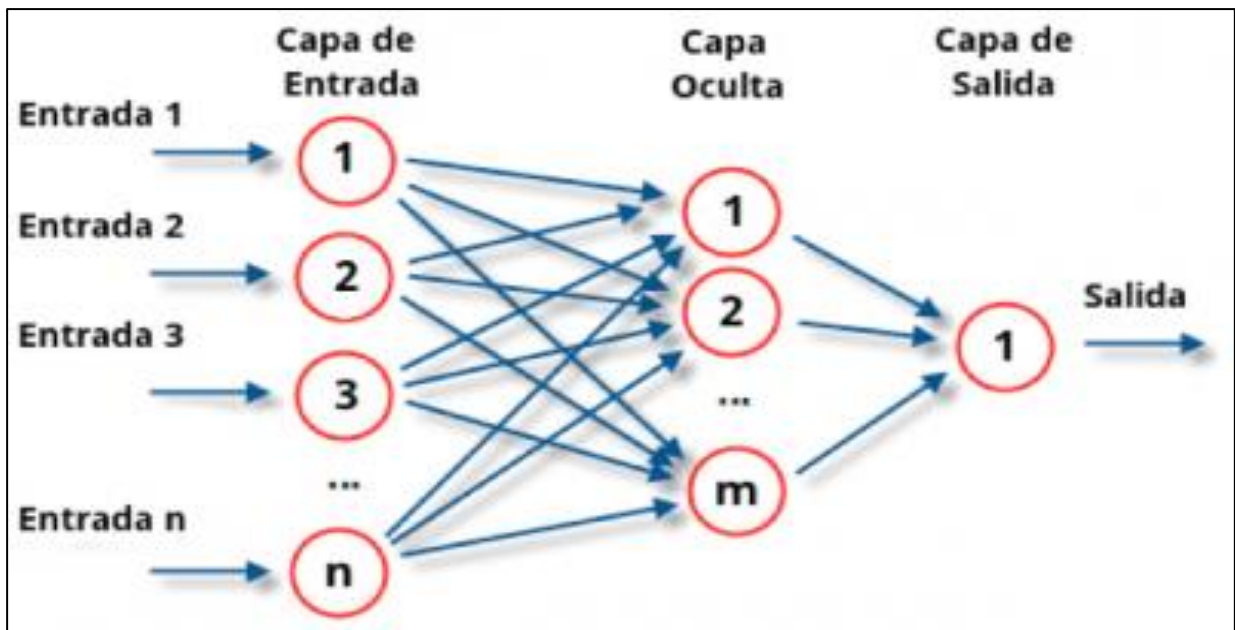 Capa de
Entrada
Capa
Oculta
Capa de
Salida
Entrada 1
1
Entrada 2
2
Entrada 3
3
...
Entrada n
n
1
2
...
m
1
Salida